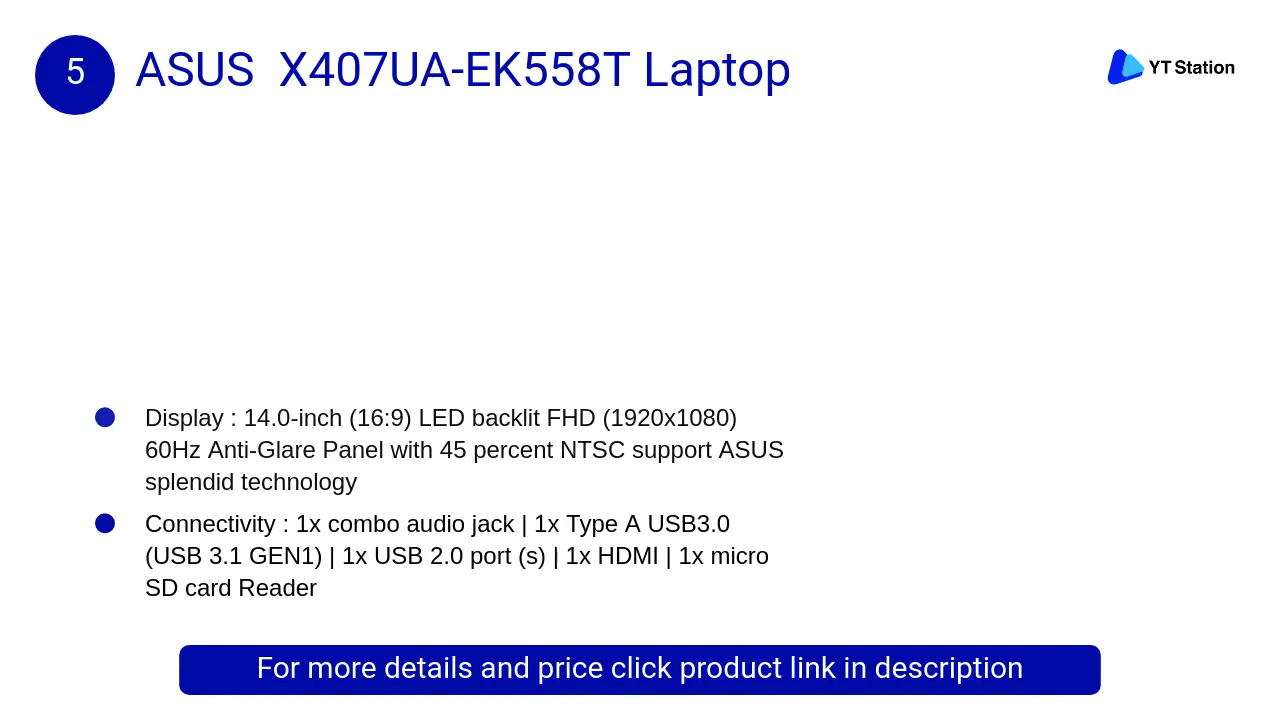 5
ASUS  X407UA-EK558T Laptop
YT Station
Display : 14.0-inch (16:9) LED backlit FHD (1920x1080)
60Hz Anti-Glare Panel with 45 percent NTSC support ASUS
splendid technology
Connectivity : 1x combo audio jack | 1x Type A USB3.0
(USB 3.1 GEN1) | 1x USB 2.0 port (s) | 1x HDMI | 1x micro
SD card Reader
For more details and price click product link in description